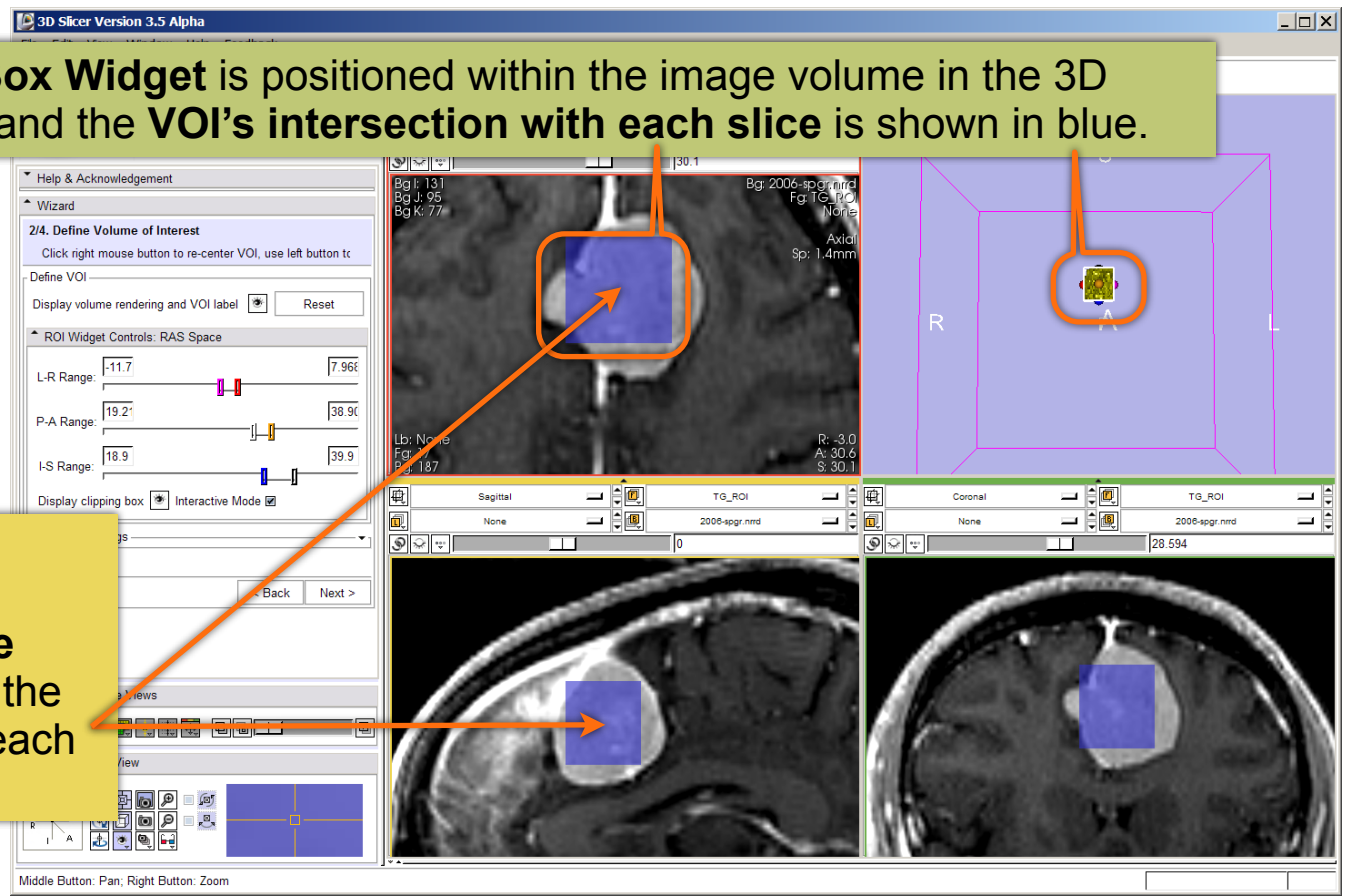 3D Slicer Version 3.5 Alpha
Box Widget is positioned within the image volume in the 3D
and the VOI's intersection with each slice is shown in blue.
Help & Acknowledgement
Wizard
2/4. Define Volume of Interest
Click right mouse button to re-center VOI, use left button to
Define VOI
Display volume rendering and VOI label
Reset
ROI Widget Controls: RAS Space
L-R Range:
-11.7
7.968
P-A Range:
19.21
38.90
I-S Range:
18.9
39.9
Display clipping box
Interactive Mode
< Back
Next >
the
each
Views
View
R
I
A
30.1
Bg I: 131
Bg J: 95
Bg K: 77
Bg: 2006-spgr.nrrd
Fg: TG_ROI
None
Axial
Sp: 1.4mm
Lb: None
Fg: 17
Bg: 187
R: -3.0
A: 30.6
S: 30.1
R
A
L
Sagittal
TG_ROI
None
2006-spgr.nrrd
0
Coronal
TG_ROI
None
2006-spgr.nrrd
28.594
Middle Button: Pan; Right Button: Zoom